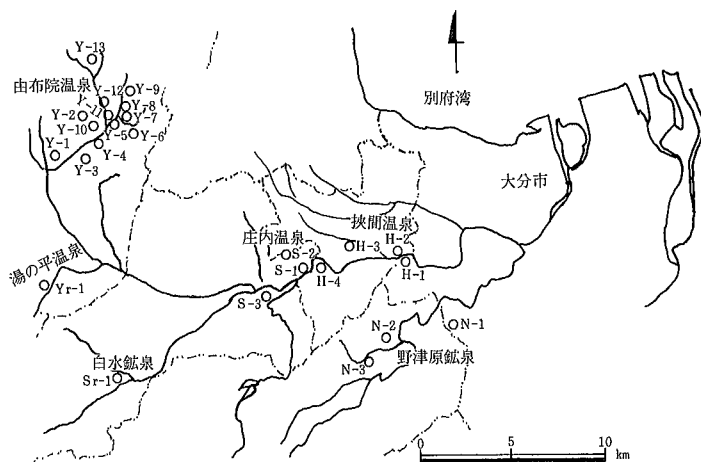 Y-13
由布院温泉
Y-12
Y-9
Y-11
Y-8
Y-2
Y-7
Y-10
Y-5
Y-6
Y-1
Y-4
Y-3
別府湾
大分市
挾間温泉
庄内温泉
H-2
S-2
H-3
湯の平温泉
S-1
H-4
H-1
Yr-1
S-3
N-2
N-1
白水鉱泉
野津原鉱泉
N-3
Sr-1
0
5
10
km